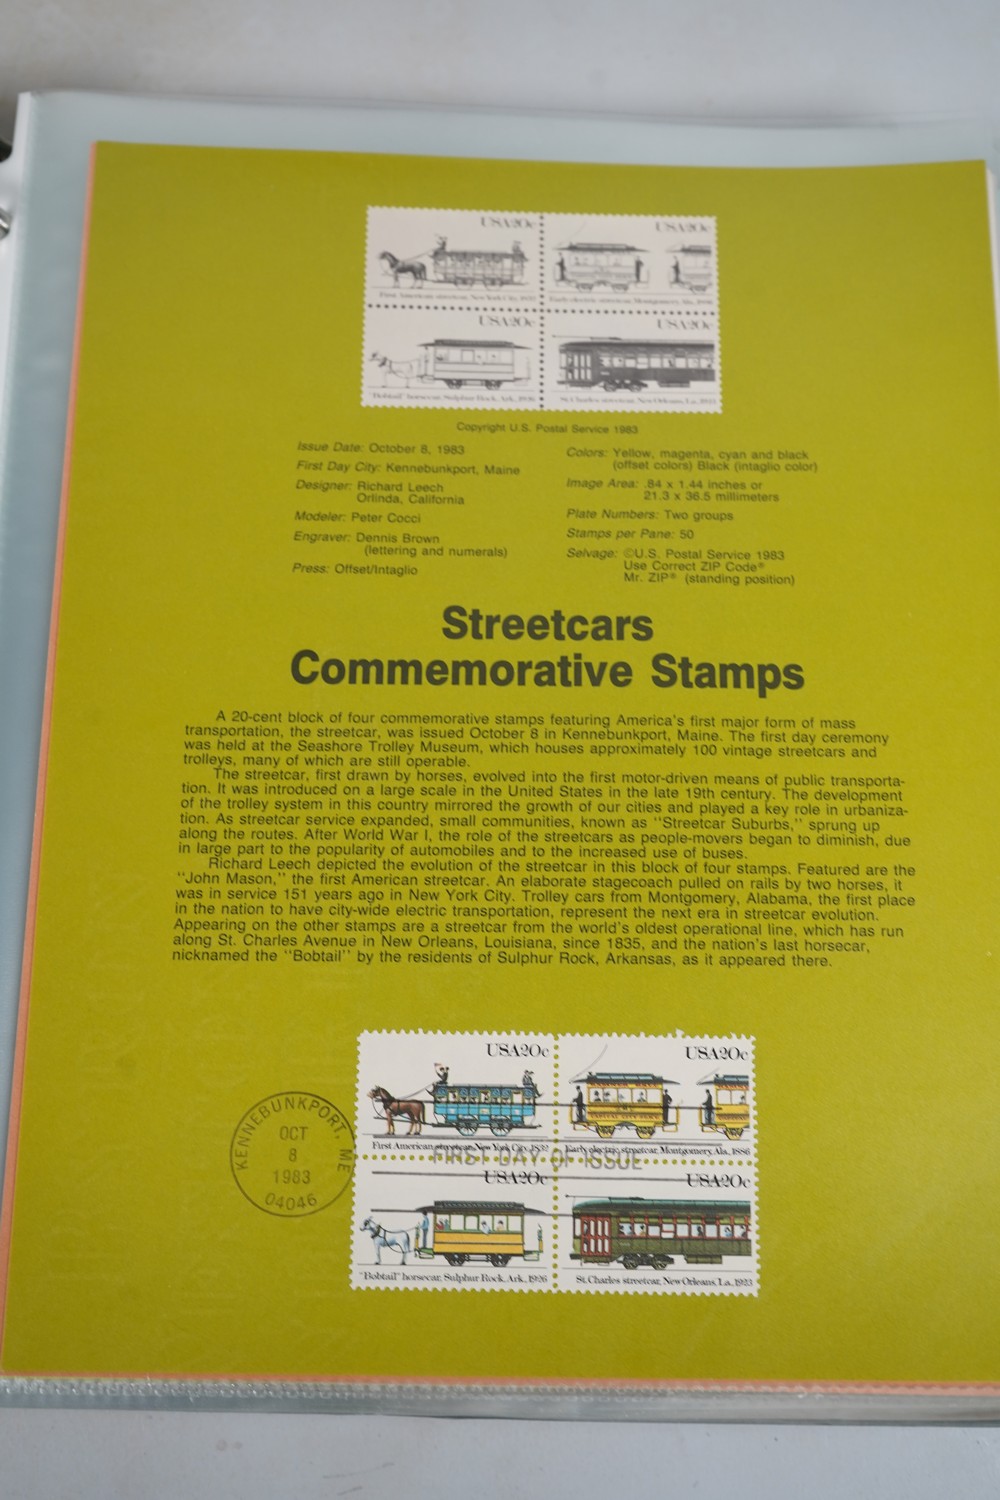 USA20c
USA20c
First American streetcar, New York City, 1832
Early electric streetcar, Montgomery, Ala., 1886
USA20c
USA20c
"Bobtail" horsecar, Sulphur Rock, Ark., 1926
St. Charles streetcar, New Orleans, La., 1923
Copyright U.S. Postal Service 1983
Issue Date: October 8, 1983
First Day City: Kennebunkport, Maine
Designer: Richard Leech
Orlinda, California
Modeler: Peter Cocci
Engraver: Dennis Brown
(lettering and numerals)
Press: Offset/Intaglio
Colors: Yellow, magenta, cyan and black
(offset colors) Black (intaglio color)
Image Area: .84 x 1.44 inches or
21.3 x 36.5 millimeters
Plate Numbers: Two groups
Stamps per Pane: 50
Selvage: ©U.S. Postal Service 1983
Use Correct ZIP Code®
Mr. ZIP® (standing position)
Streetcars
Commemorative Stamps
A 20-cent block of four commemorative stamps featuring America's first major form of mass
transportation, the streetcar, was issued October 8 in Kennebunkport, Maine. The first day ceremony
was held at the Seashore Trolley Museum, which houses approximately 100 vintage streetcars and
trolleys, many of which are still operable.
The streetcar, first drawn by horses, evolved into the first motor-driven means of public transporta-
tion. It was introduced on a large scale in the United States in the late 19th century. The development
of the trolley system in this country mirrored the growth of our cities and played a key role in urbaniza-
tion. As streetcar service expanded, small communities, known as "Streetcar Suburbs," sprung up
along the routes. After World War I, the role of the streetcars as people-movers began to diminish, due
in large part to the popularity of automobiles and to the increased use of buses.
Richard Leech depicted the evolution of the streetcar in this block of four stamps. Featured are the
"John Mason," the first American streetcar. An elaborate stagecoach pulled on rails by two horses, it
was in service 151 years ago in New York City. Trolley cars from Montgomery, Alabama, the first place
in the nation to have city-wide electric transportation, represent the next era in streetcar evolution.
Appearing on the other stamps are a streetcar from the world's oldest operational line, which has run
along St. Charles Avenue in New Orleans, Louisiana, since 1835, and the nation's last horsecar,
nicknamed the "Bobtail" by the residents of Sulphur Rock, Arkansas, as it appeared there.
USA20c
USA20c
First American streetcar, New York City, 1832
Early electric streetcar, Montgomery, Ala., 1886
KENNEBUNKPORT, ME
OCT
8
1983
04046
FIRST DAY OF ISSUE
USA20c
USA20c
"Bobtail" horsecar, Sulphur Rock, Ark., 1926
St. Charles streetcar, New Orleans, La., 1923